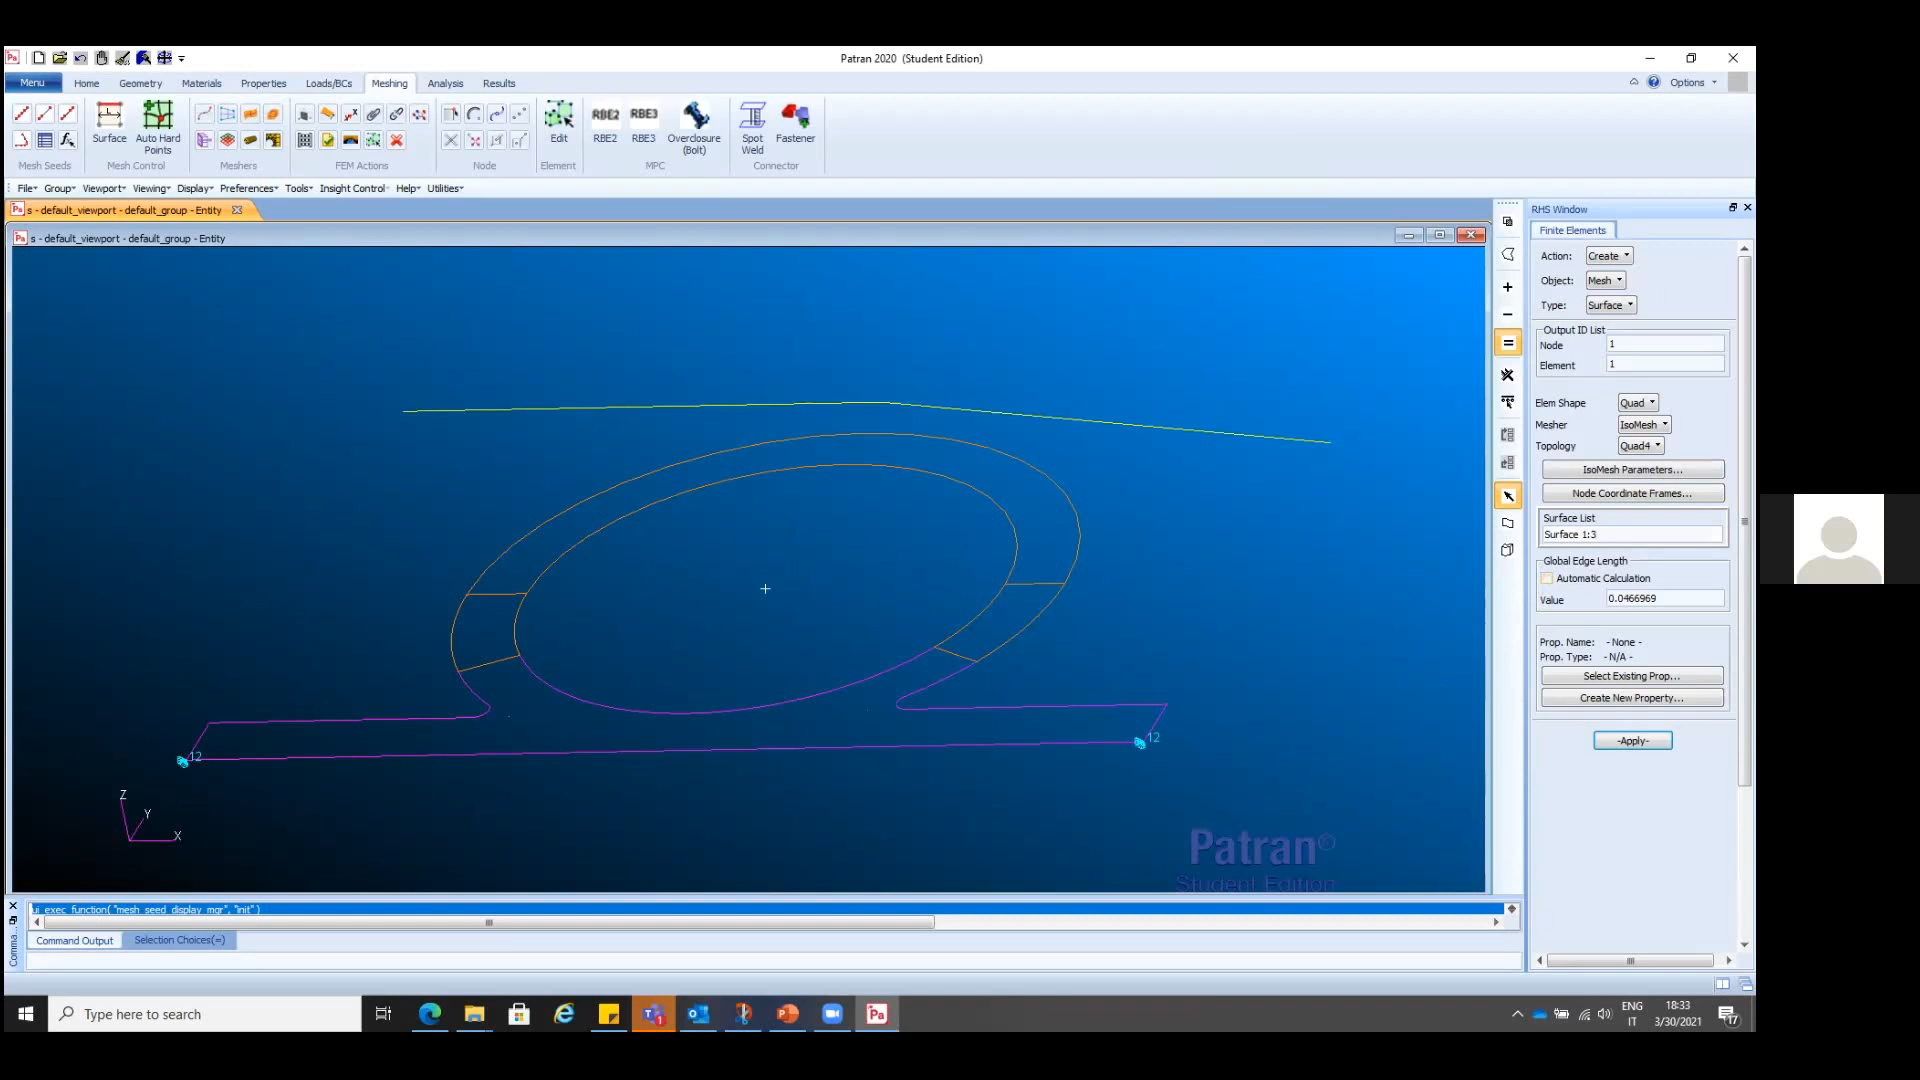 Patran 2020 (Student Edition)
Menu Home Geometry Materials Properties Loads/BCs Meshing Analysis Results
Options
Surface Auto Hard Points
Edit RBE2 RBE3 RBE2 RBE3 Overclosure (Bolt) Spot Weld Fastener
Mesh Seeds Mesh Control Meshers FEM Actions Node Element MPC Connector
File Group Viewport Viewing Display Preferences Tools Insight Control Help Utilities
s - default_viewport - default_group - Entity
s - default_viewport - default_group - Entity
12
12
Z
Y
X
Patran
Student Edition
RHS Window
Finite Elements
Action: Create
Object: Mesh
Type: Surface
Output ID List
Node 1
Element 1
Elem Shape Quad
Mesher IsoMesh
Topology Quad4
IsoMesh Parameters...
Node Coordinate Frames...
Surface List
Surface 1:3
Global Edge Length
Automatic Calculation
Value 0.0466969
Prop. Name: - None -
Prop. Type: - N/A -
Select Existing Prop...
Create New Property...
-Apply-
ui_exec_function( "mesh_seed_display_mgr", "init" )
Command Output Selection Choices(=)
Comma...
Type here to search
ENG
IT
18:33
3/30/2021
17